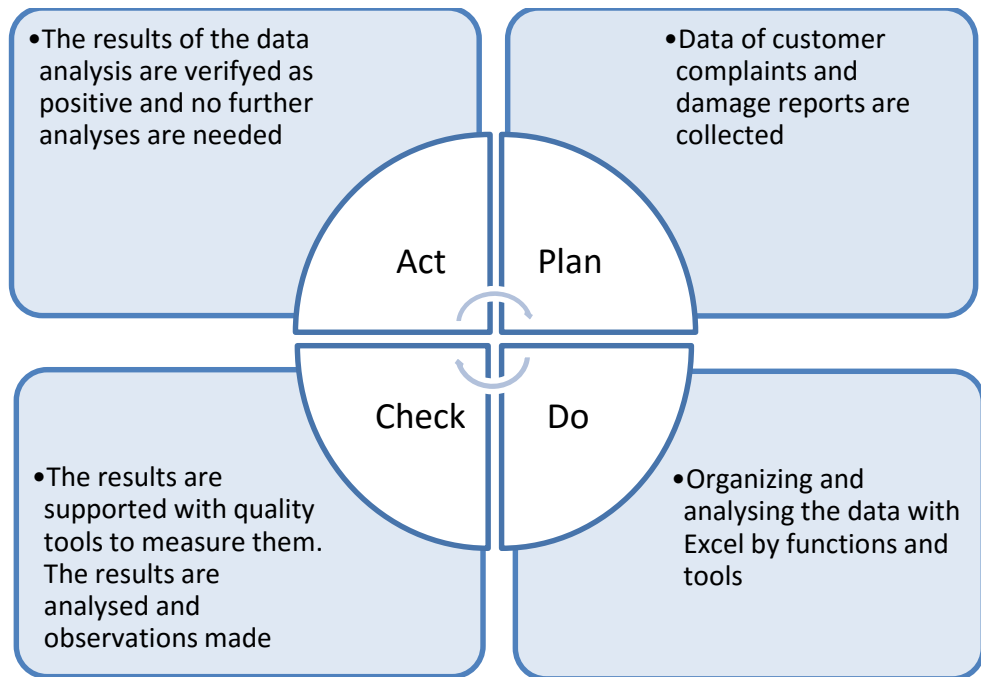 •The results of the data
analysis are verifyed as
positive and no further
analyses are needed
•Data of customer
complaints and
damage reports are
collected
Act
Plan
Check
Do
•The results are
supported with quality
tools to measure them.
The results are
analysed and
observations made
•Organizing and
analysing the data with
Excel by functions and
tools